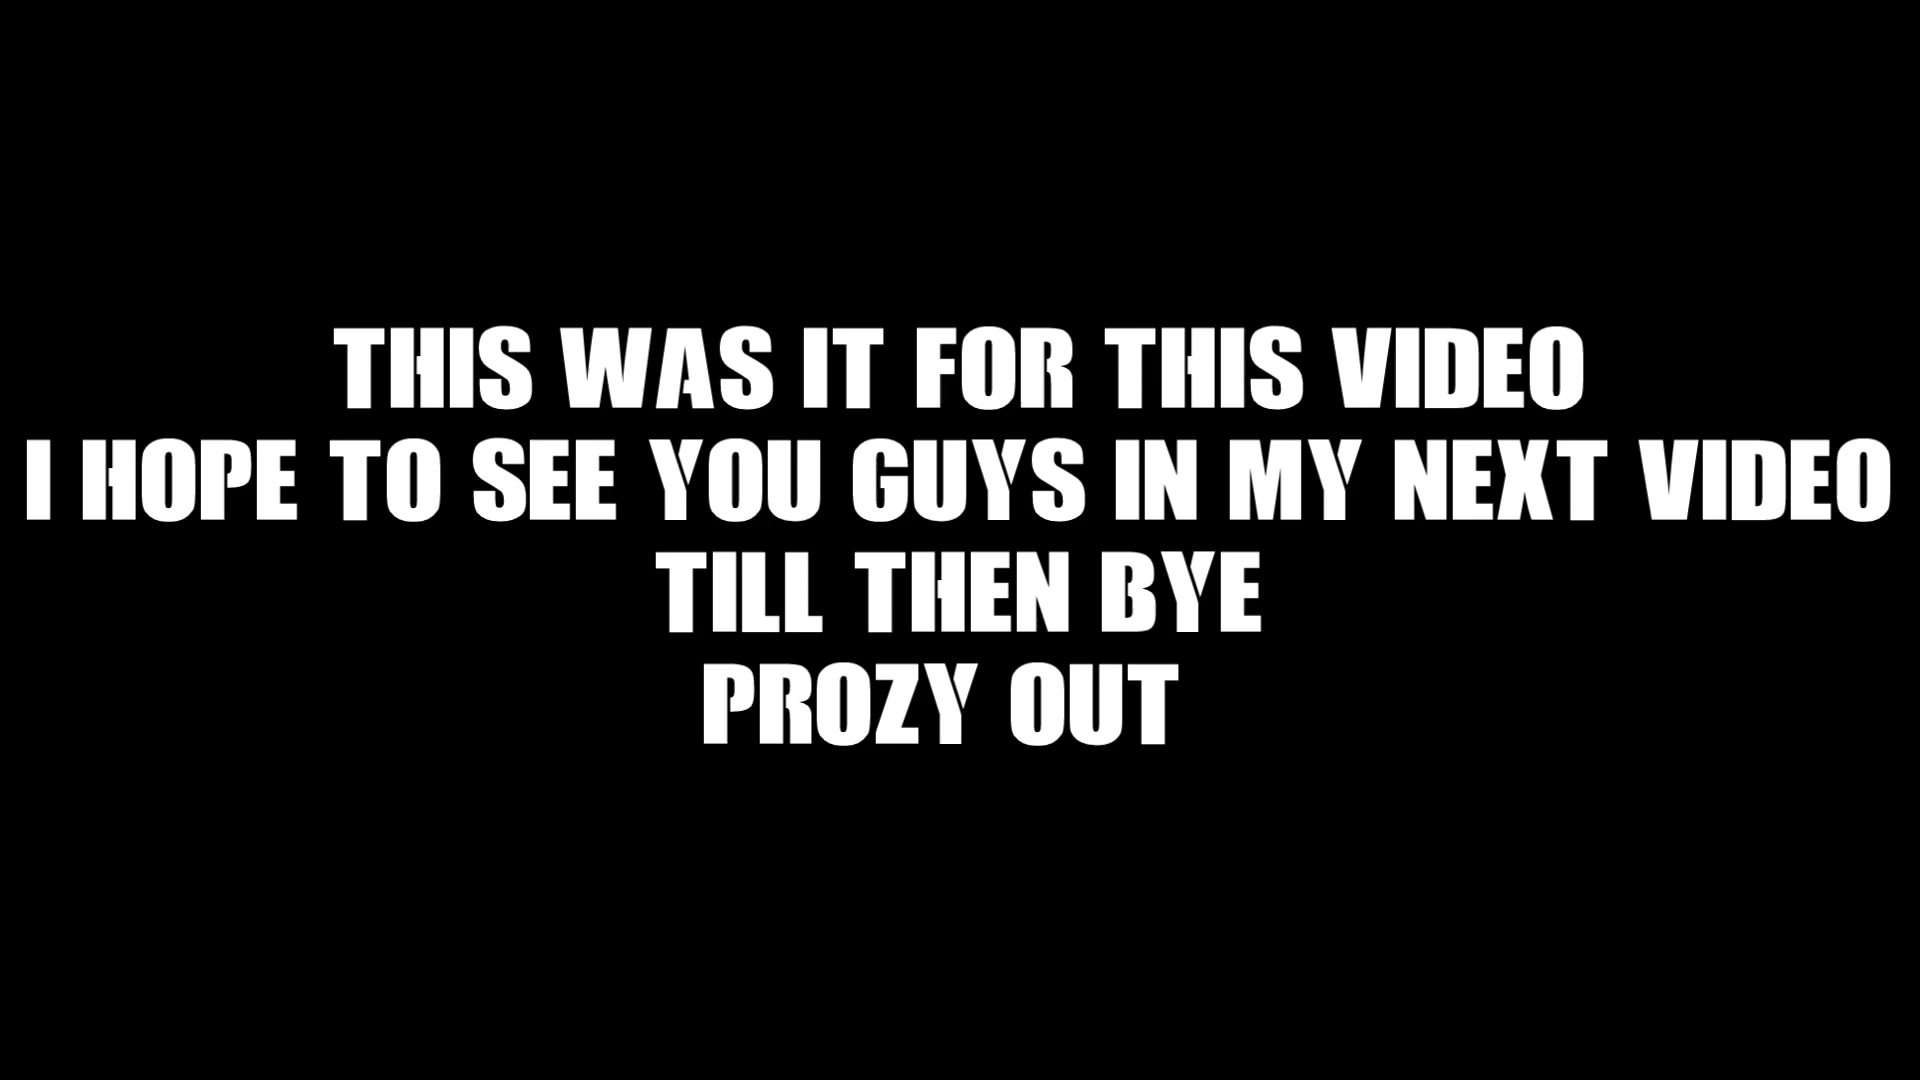 THIS WAS IT FOR THIS VIDEO
I HOPE TO SEE YOU GUYS IN MY NEXT VIDEO
TILL THEN BYE
PROZY OUT